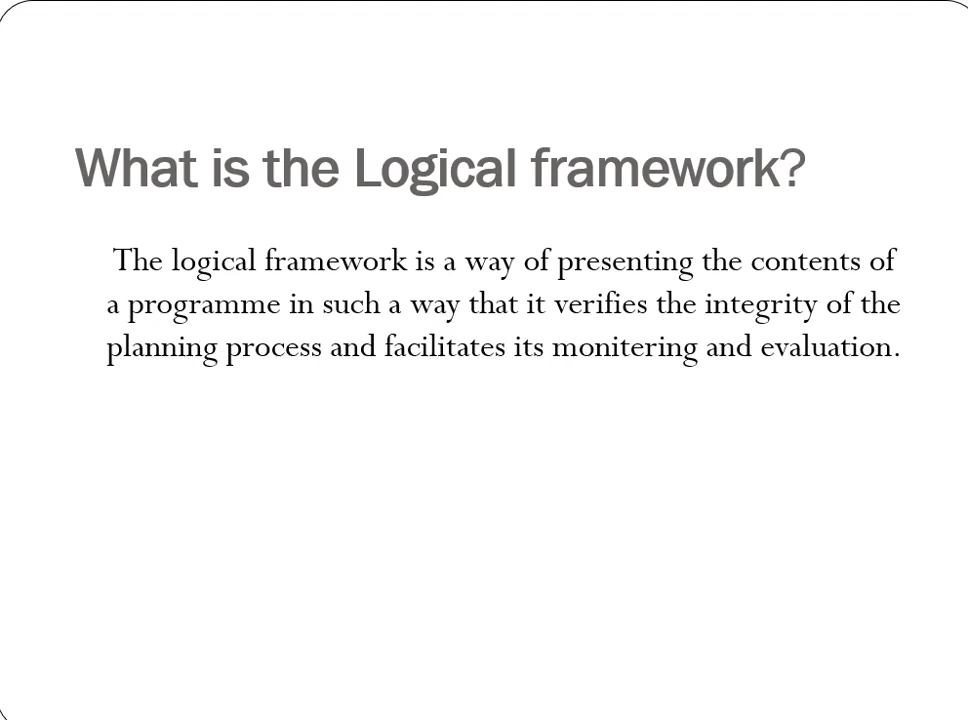 What is the Logical framework?
The logical framework is a way of presenting the contents of
a programme in such a way that it verifies the integrity of the
planning process and facilitates its monitering and evaluation.